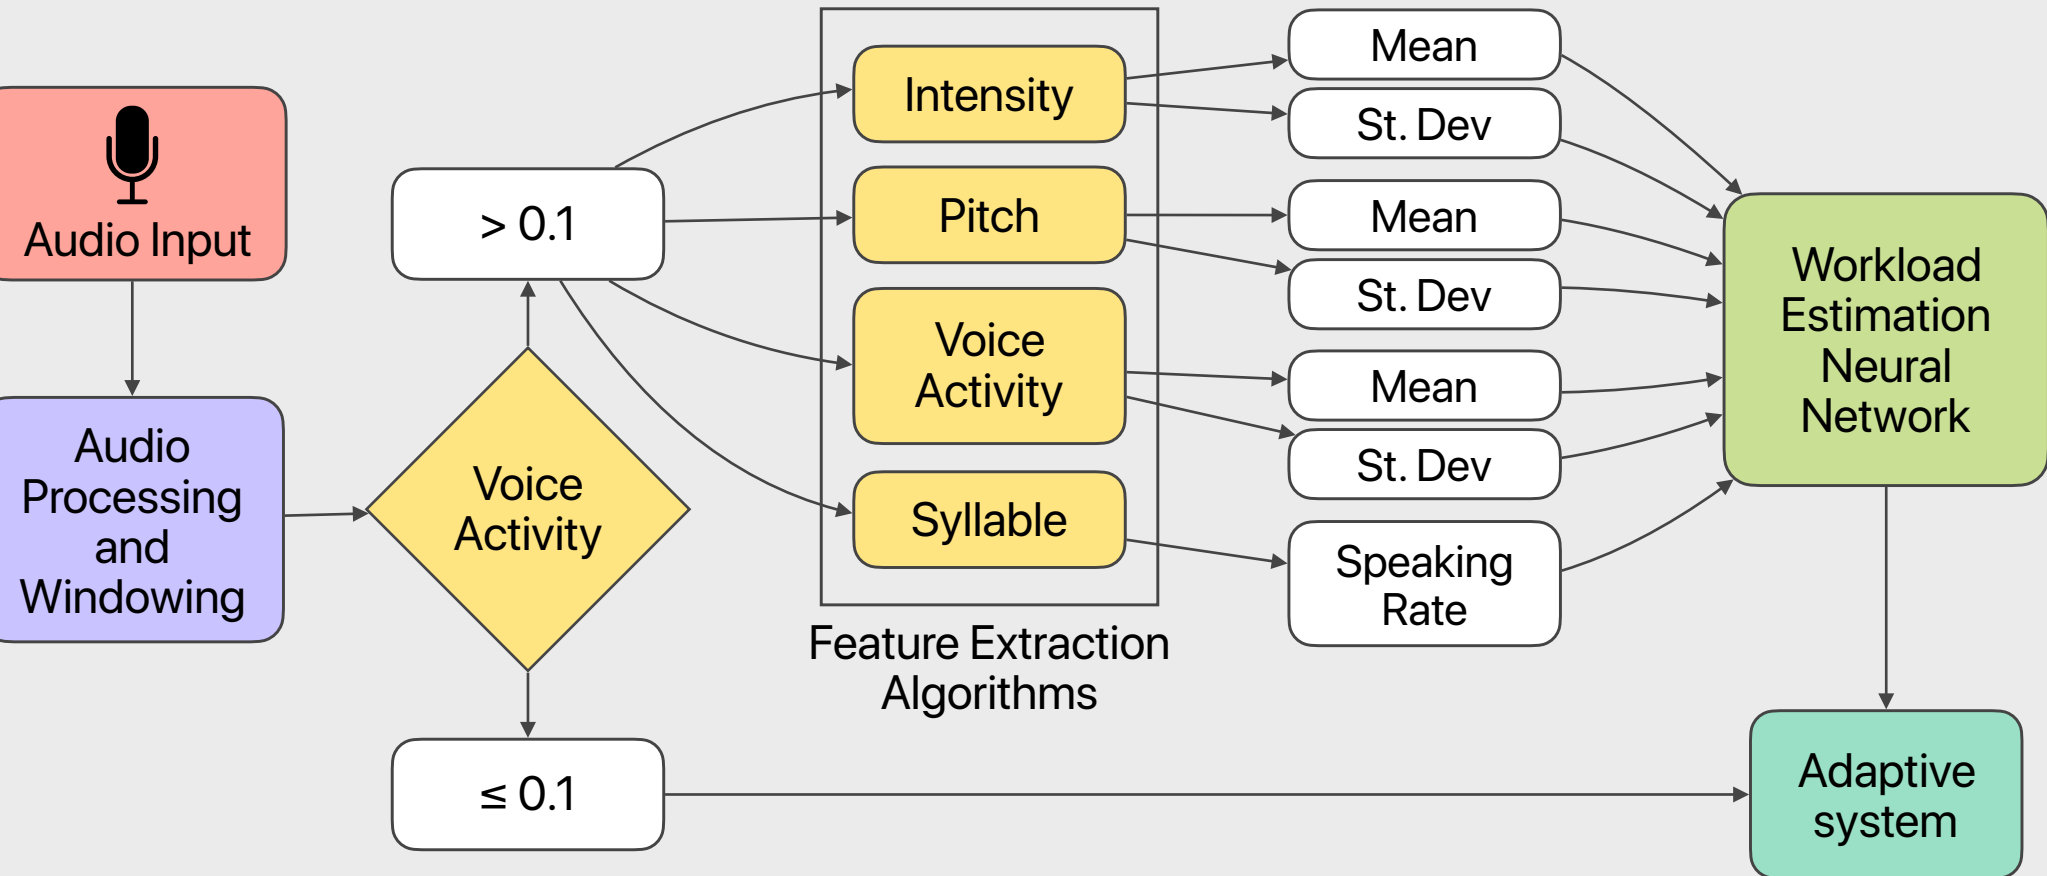 Audio Input
Audio
Processing
and
Windowing
Voice
Activity
> 0.1
≤ 0.1
Intensity
Pitch
Voice
Activity
Syllable
Feature Extraction
Algorithms
Mean
St. Dev
Mean
St. Dev
Mean
St. Dev
Speaking
Rate
Workload
Estimation
Neural
Network
Adaptive
system